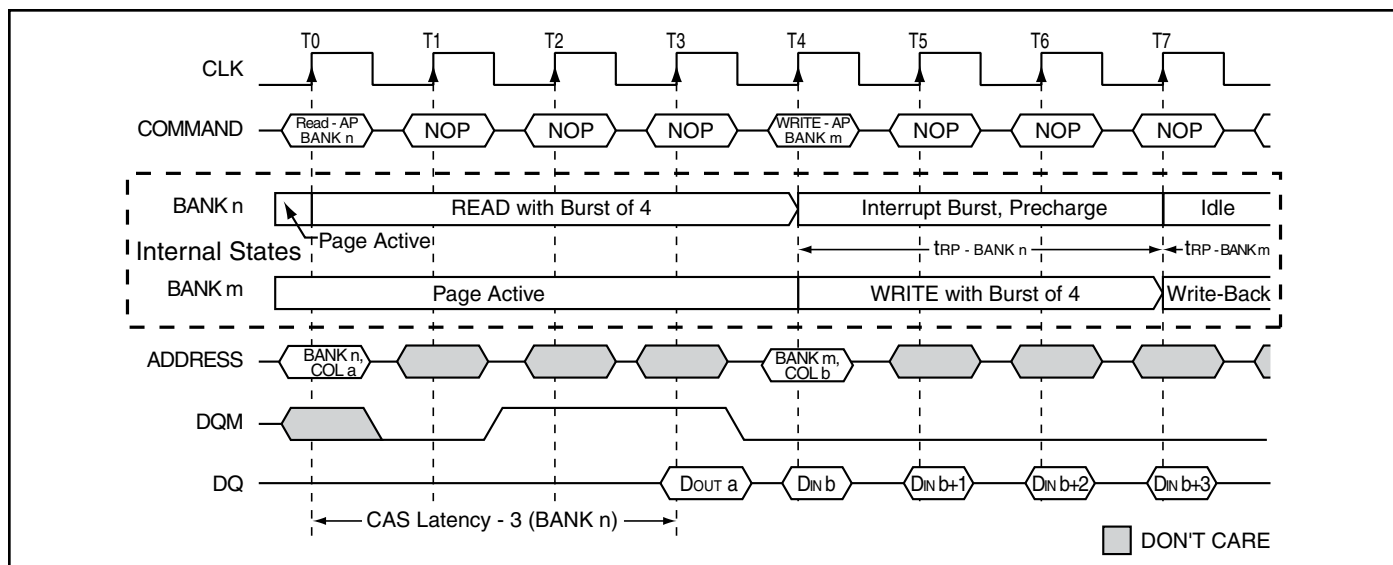 T0 T1 T2 T3 T4 T5 T6 T7
CLK
COMMAND Read - AP BANK n NOP NOP NOP WRITE - AP BANK m NOP NOP NOP
BANK n READ with Burst of 4 Interrupt Burst, Precharge Idle
Page Active
Internal States
tRP - BANK n tRP - BANK m
BANK m Page Active WRITE with Burst of 4 Write-Back
ADDRESS BANK n, COL a BANK m, COL b
DQM
DQ DOUT a DIN b DIN b+1 DIN b+2 DIN b+3
CAS Latency - 3 (BANK n)
DON'T CARE